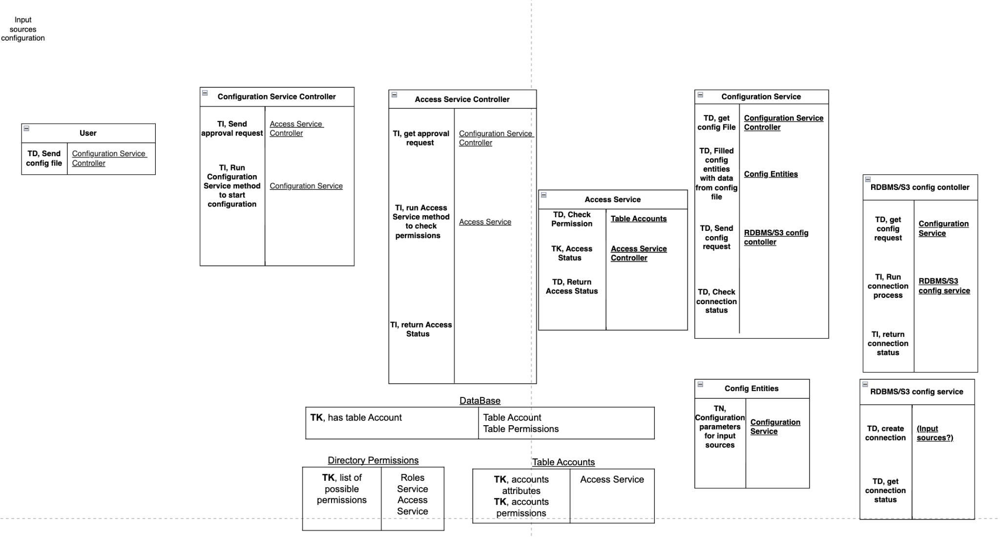 Input
sources
configuration
User
TD, Send
config file
Configuration Service
Controller
Configuration Service Controller
TI, Send
approval request
Access Service
Controller
TI, Run
Configuration
Service method
to start
configuration
Configuration Service
Access Service Controller
TI, get approval
request
Configuration Service
Controller
TI, run Access
Service method
to check
permissions
Access Service
TI, return Access
Status
Access Service
TD, Check
Permission
Table Accounts
TK, Access
Status
Access Service
Controller
TD, Return
Access Status
Configuration Service
TD, get
config File
Configuration Service
Controller
TD, Filled
config
entities
with data
from config
file
Config Entities
TD, Send
config
request
RDBMS/S3 config
contoller
TD, Check
connection
status
RDBMS/S3 config contoller
TD, get
config
request
Configuration
Service
TI, Run
connection
process
RDBMS/S3
config service
TI, return
connection
status
DataBase
TK, has table Account
Table Account
Table Permissions
Directory Permissions
TK, list of
possible
permissions
Roles
Service
Access
Service
Table Accounts
TK, accounts
attributes
TK, accounts
permissions
Access Service
Config Entities
TN,
Configuration
parameters
for input
sources
Configuration
Service
RDBMS/S3 config service
TD, create
connection
(Input
sources?)
TD, get
connection
status